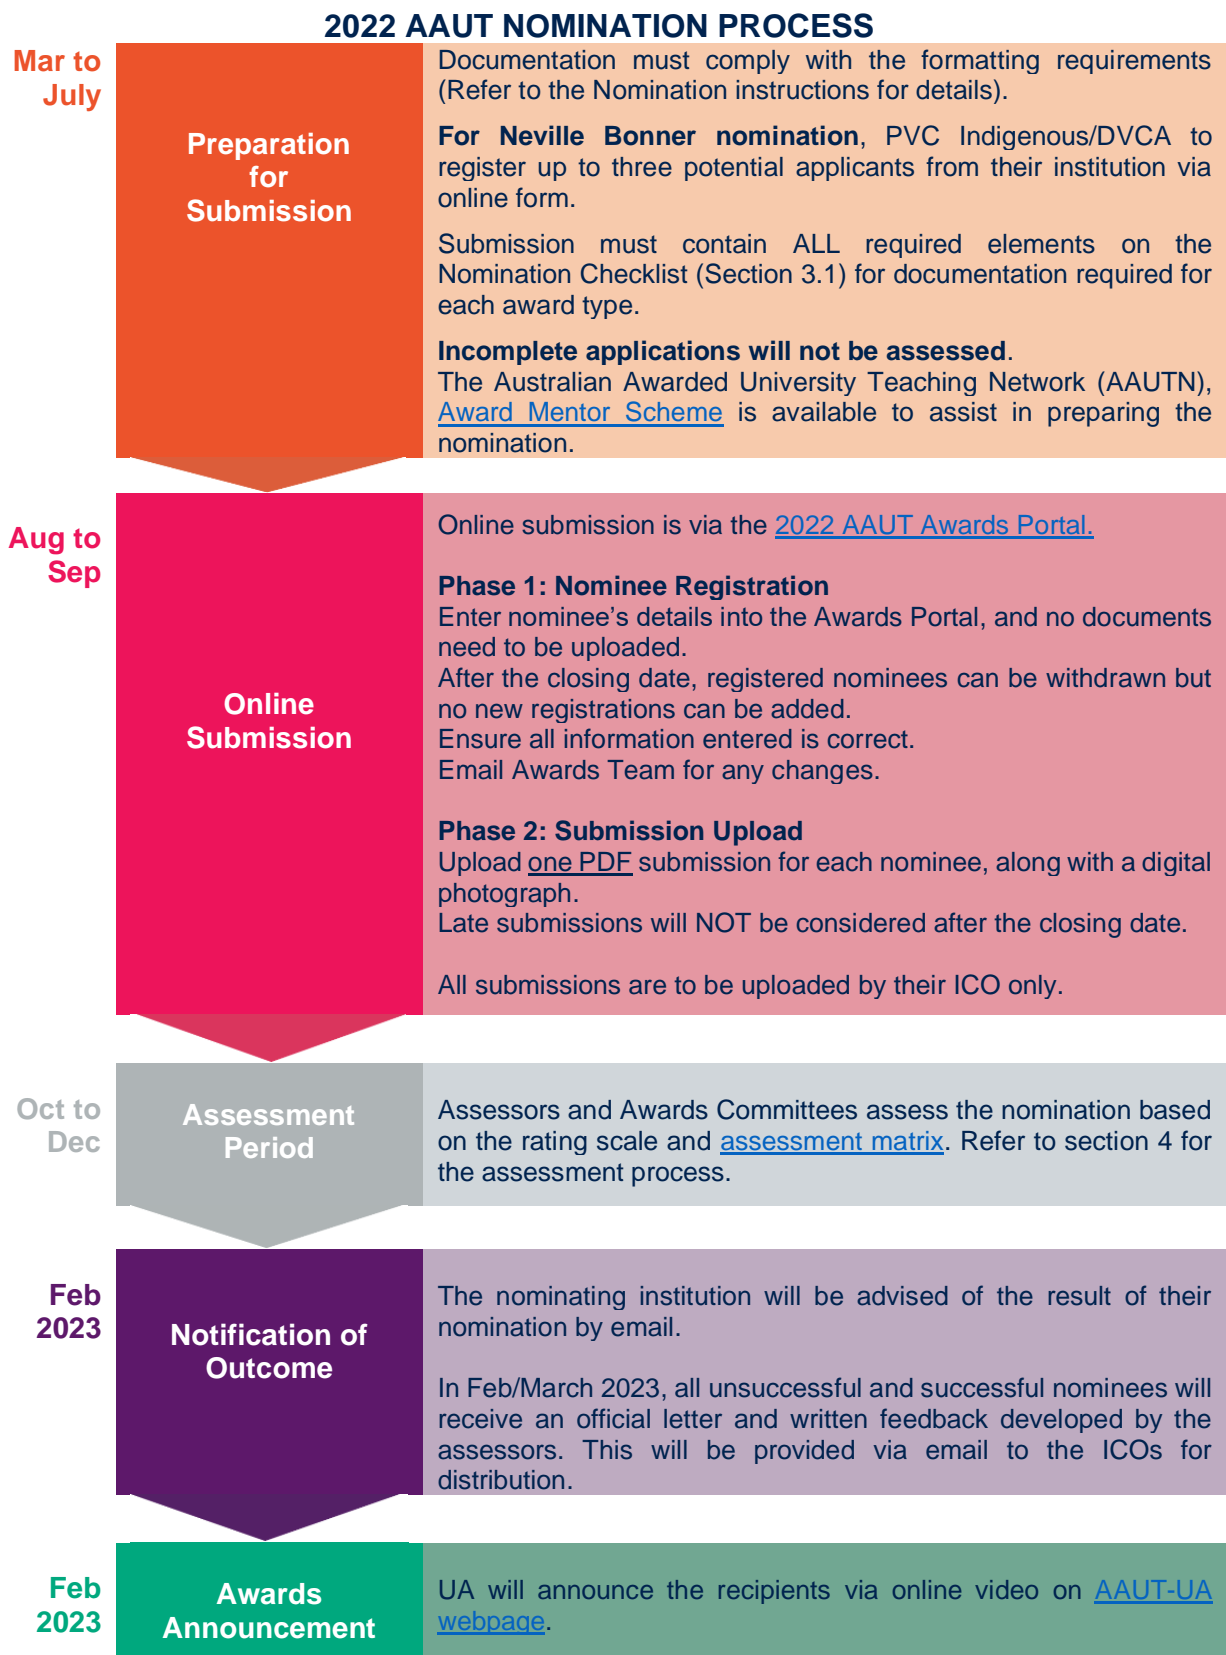 2022 AAUT NOMINATION PROCESS
Mar to
July
Preparation
for
Submission
Documentation must comply with the formatting requirements
(Refer to the Nomination instructions for details).
For Neville Bonner nomination, PVC Indigenous/DVCA to
register up to three potential applicants from their institution via
online form.
Submission must contain ALL required elements on the
Nomination Checklist (Section 3.1) for documentation required for
each award type.
Incomplete applications will not be assessed.
The Australian Awarded University Teaching Network (AAUTN),
Award Mentor Scheme is available to assist in preparing the
nomination.
Aug to
Sep
Online
Submission
Online submission is via the 2022 AAUT Awards Portal.
Phase 1: Nominee Registration
Enter nominee’s details into the Awards Portal, and no documents
need to be uploaded.
After the closing date, registered nominees can be withdrawn but
no new registrations can be added.
Ensure all information entered is correct.
Email Awards Team for any changes.
Phase 2: Submission Upload
Upload one PDF submission for each nominee, along with a digital
photograph.
Late submissions will NOT be considered after the closing date.
All submissions are to be uploaded by their ICO only.
Oct to
Dec
Assessment
Period
Assessors and Awards Committees assess the nomination based
on the rating scale and assessment matrix. Refer to section 4 for
the assessment process.
Feb
2023
Notification of
Outcome
The nominating institution will be advised of the result of their
nomination by email.
In Feb/March 2023, all unsuccessful and successful nominees will
receive an official letter and written feedback developed by the
assessors. This will be provided via email to the ICOs for
distribution.
Feb
2023
Awards
Announcement
UA will announce the recipients via online video on AAUT-UA
webpage.